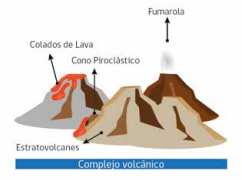 Fumarola
Colados de Lava
Cono Piroclástico
Estratovolcanes
Complejo volcánico